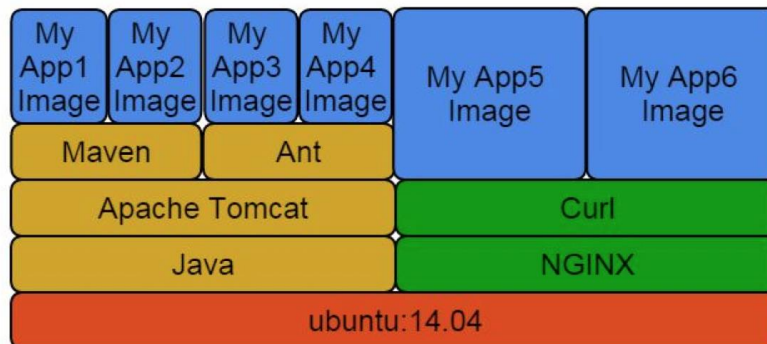 My
App1
Image
My
App2
Image
My
App3
Image
My
App4
Image
My App5
Image
My App6
Image
Maven
Ant
Apache Tomcat
Curl
Java
NGINX
ubuntu:14.04